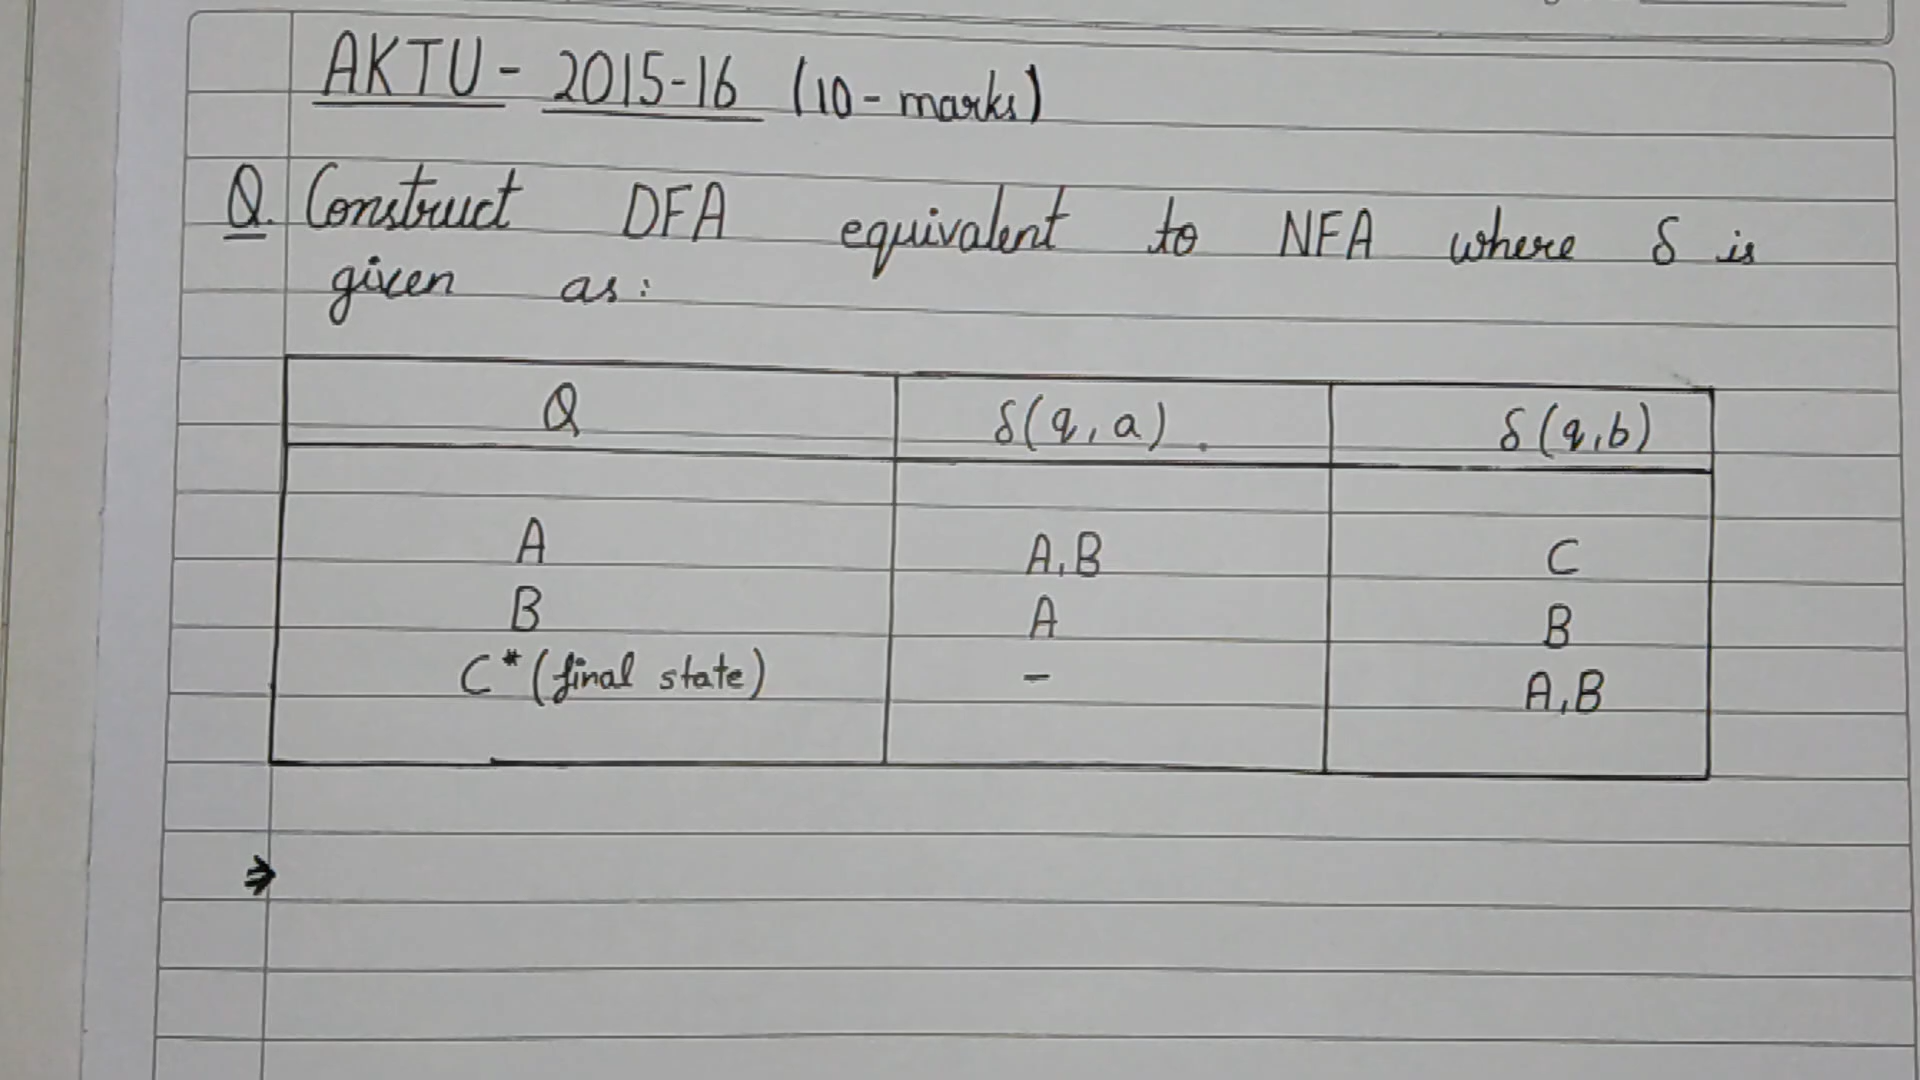 AKTU - 2015-16 (10 - marks)
Q. Construct DFA equivalent to NFA where δ is
given as:
Q δ(q,a) δ(q,b)
A A,B C
B A B
C* (final state) - A,B
⇒